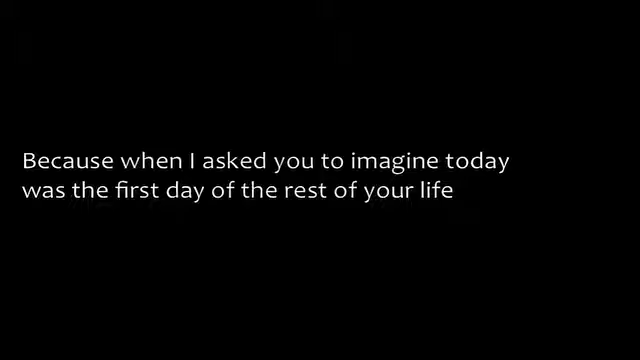 Because when I asked you to imagine today
was the first day of the rest of your life